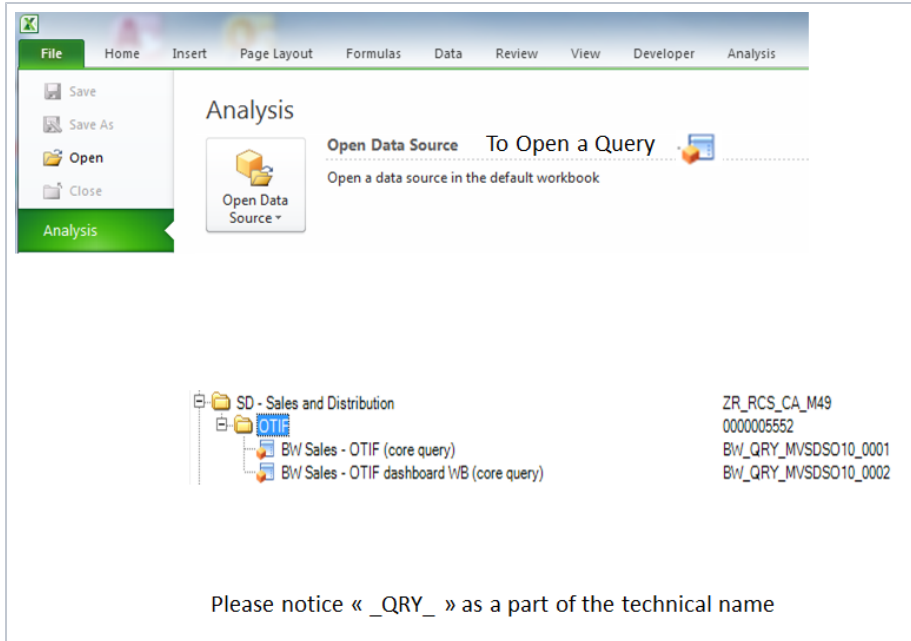 File Home Insert Page Layout Formulas Data Review View Developer Analysis
Save
Save As
Open
Close
Analysis
Analysis
Open Data Source
Open Data Source To Open a Query
Open a data source in the default workbook
SD - Sales and Distribution ZR_RCS_CA_M49
OTIF 0000005552
BW Sales - OTIF (core query) BW_QRY_MVSDSO10_0001
BW Sales - OTIF dashboard WB (core query) BW_QRY_MVSDSO10_0002
Please notice « _QRY_ » as a part of the technical name